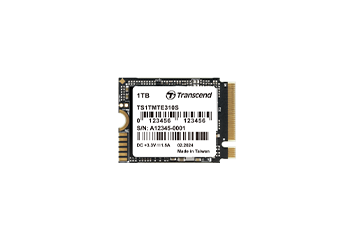 1TB Transcend
TS1TMTE310S
0 123456 123456
S/N: A12345-0001
DC +3.3V 1.5A 02.2024
Made in Taiwan